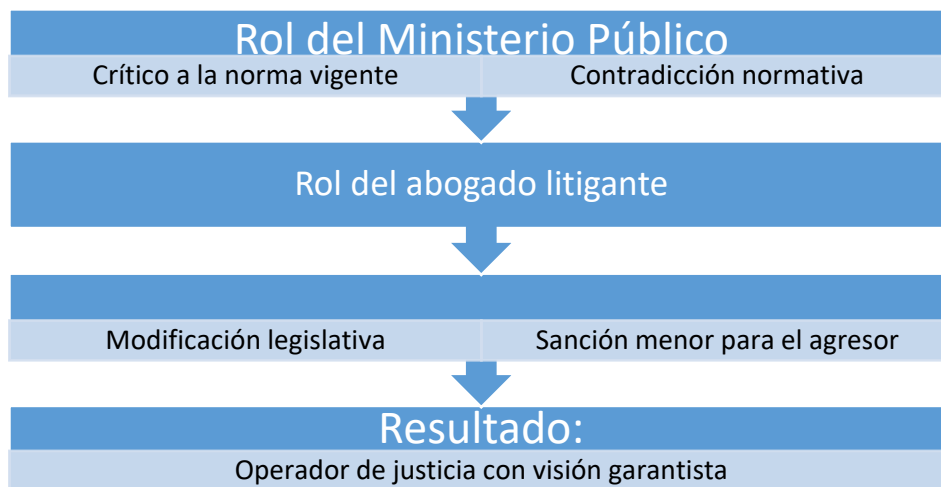 Rol del Ministerio Público
Crítico a la norma vigente
Contradicción normativa
Rol del abogado litigante
Modificación legislativa
Sanción menor para el agresor
Resultado:
Operador de justicia con visión garantista